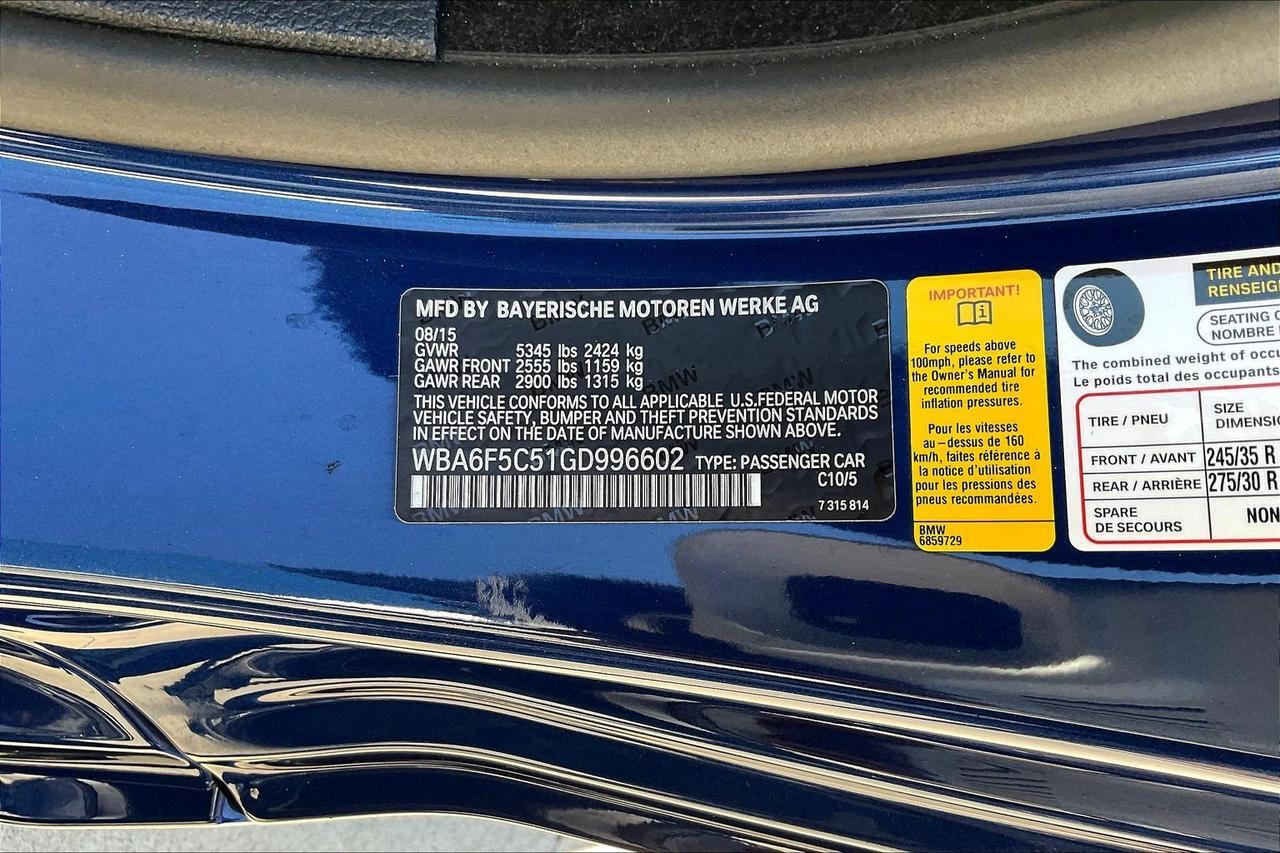 MFD BY BAYERISCHE MOTOREN WERKE AG
08/15
GVWR 5345 lbs 2424 kg
GAWR FRONT 2555 lbs 1159 kg
GAWR REAR 2900 lbs 1315 kg
THIS VEHICLE CONFORMS TO ALL APPLICABLE U.S.FEDERAL MOTOR
VEHICLE SAFETY, BUMPER AND THEFT PREVENTION STANDARDS
IN EFFECT ON THE DATE OF MANUFACTURE SHOWN ABOVE.
WBA6F5C51GD996602 TYPE: PASSENGER CAR
C10/5
7 315 814
IMPORTANT!
For speeds above
100mph, please refer to
the Owner's Manual for
recommended tire
inflation pressures.
Pour les vitesses
au-dessus de 160
km/h, faites référence à
la notice d'utilisation
pour les pressions des
pneus recommandées.
BMW
6859729
TIRE AND
RENSEIG
SEATING C
NOMBRE
The combined weight of occu
Le poids total des occupants
TIRE / PNEU SIZE
DIMENSI
FRONT / AVANT 245/35 R
REAR / ARRIÈRE 275/30 R
SPARE
DE SECOURS NON